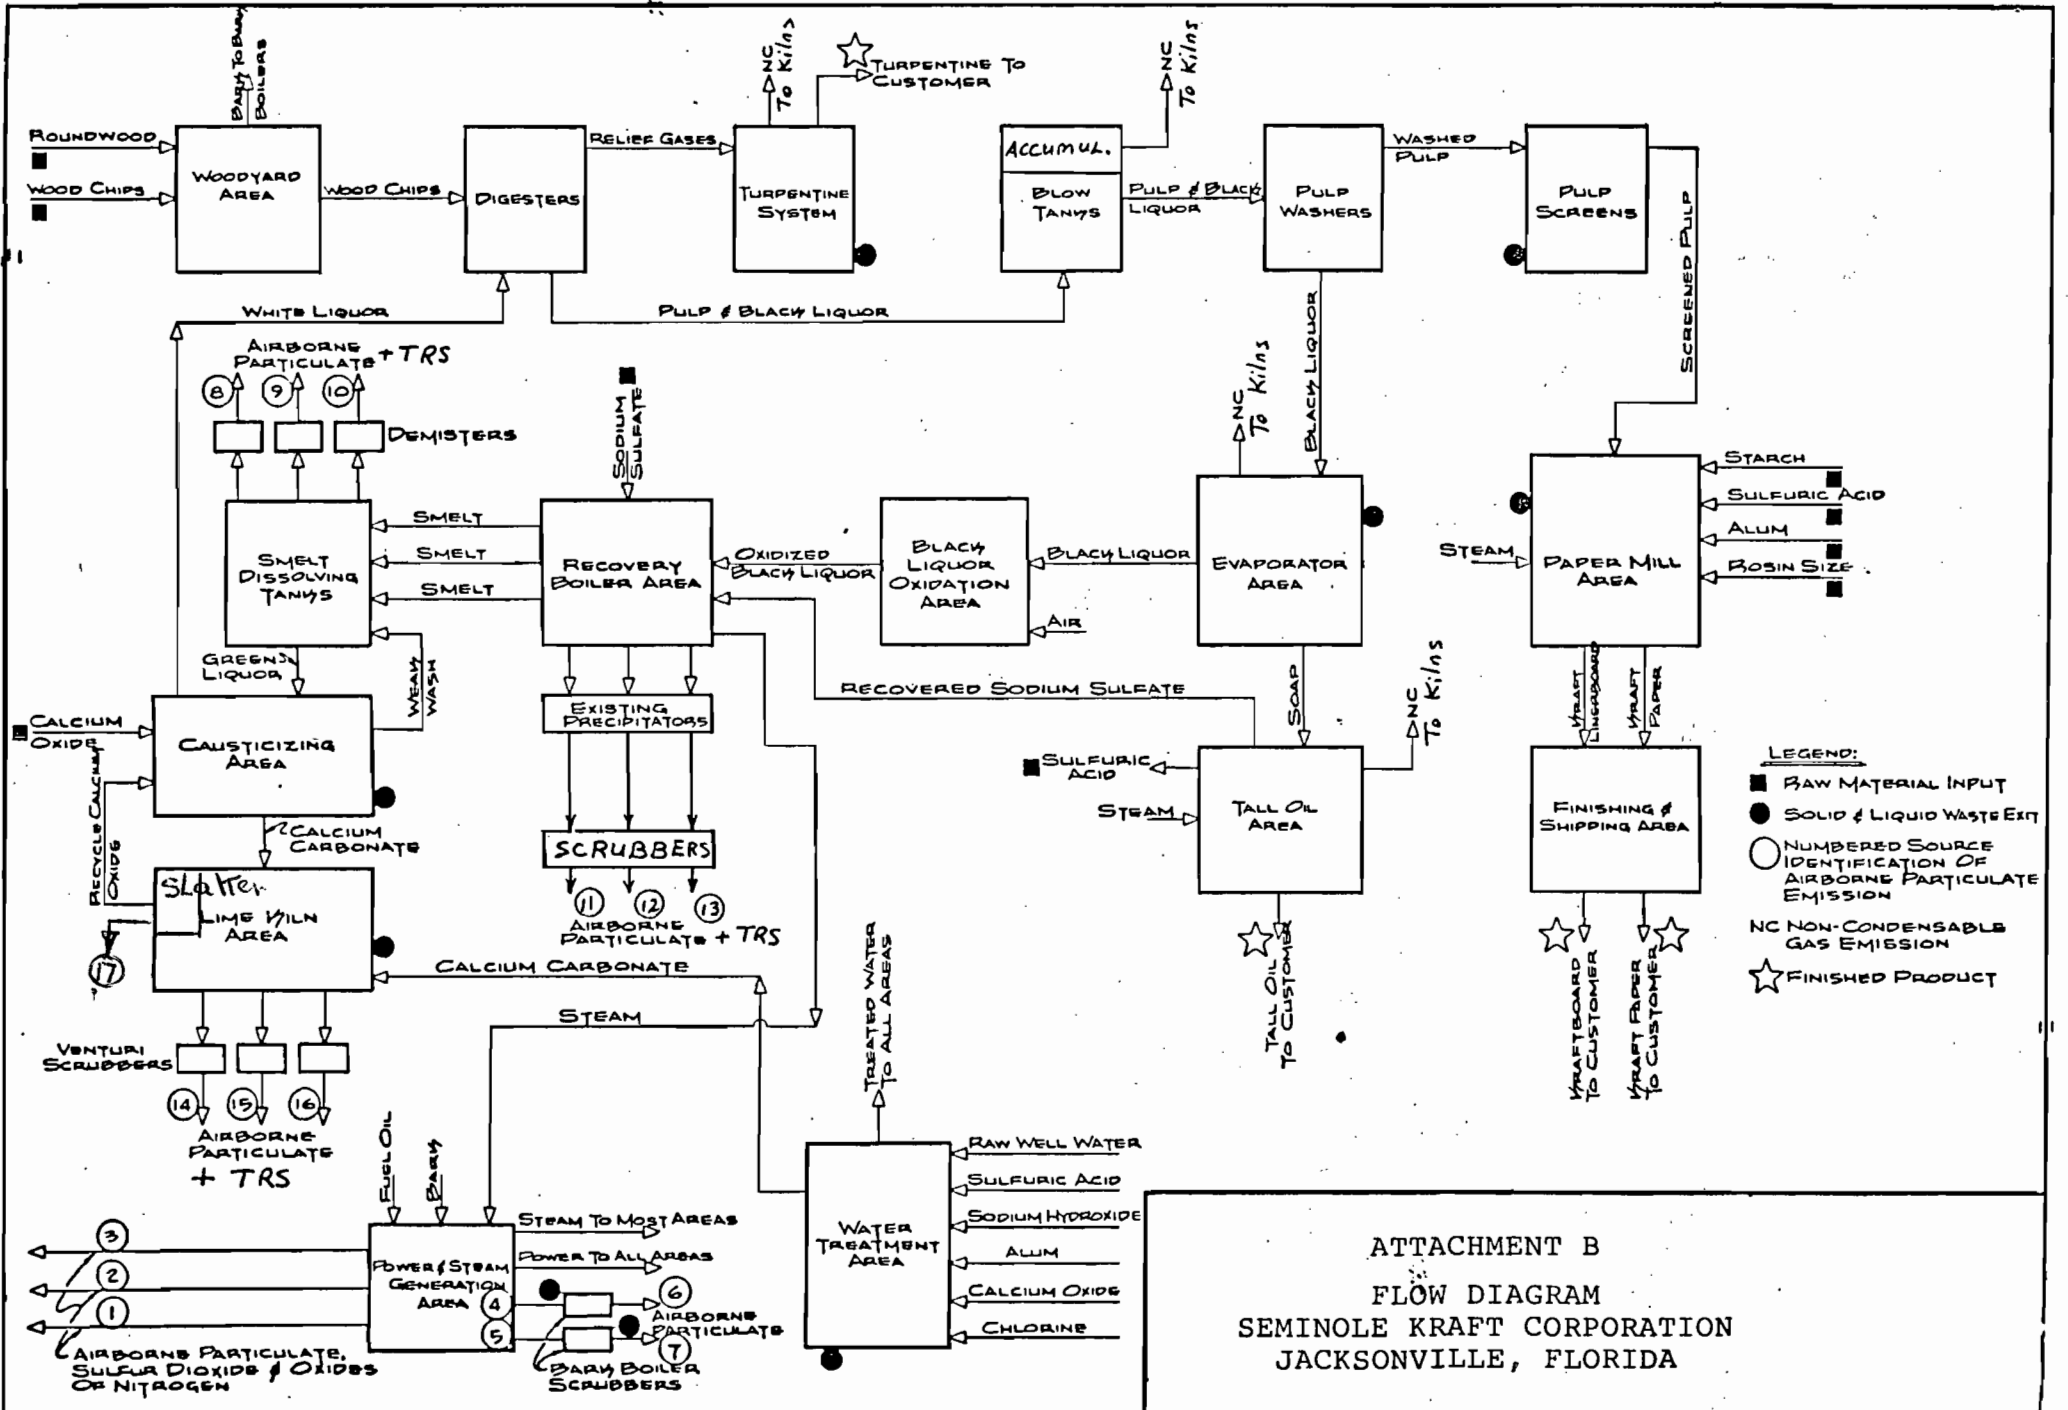 BARK TO BARK
BOILERS
NC
To Kilns
TURPENTINE TO
CUSTOMER
NC
To Kilns
ROUNDWOOD
WOOD CHIPS
WOODYARD
AREA
WOOD CHIPS
DIGESTERS
RELIEF GASES
TURPENTINE
SYSTEM
ACCUMUL.
BLOW
TANKS
PULP & BLACK
LIQUOR
PULP
WASHERS
WASHED
PULP
PULP
SCREENS
SCREENED PULP
WHITE LIQUOR
PULP & BLACK LIQUOR
BLACK LIQUOR
AIRBORNE
PARTICULATE + TRS
8
9
10
DEMISTERS
SODIUM
SULFATE
NC
To Kilns
SMELT
SMELT
SMELT
SMELT
DISSOLVING
TANKS
RECOVERY
BOILER AREA
OXIDIZED
BLACK LIQUOR
BLACK
LIQUOR
OXIDATION
AREA
AIR
BLACK LIQUOR
EVAPORATOR
AREA
STEAM
PAPER MILL
AREA
STARCH
SULFURIC ACID
ALUM
ROSIN SIZE
GREEN
LIQUOR
WEAK
WASH
RECOVERED SODIUM SULFATE
SOAP
NC
To Kilns
KRAFT
LINERBOARD
KRAFT
PAPER
CALCIUM
OXIDE
CAUSTICIZING
AREA
EXISTING
PRECIPITATORS
SULFURIC
ACID
STEAM
TALL OIL
AREA
FINISHING &
SHIPPING AREA
RECYCLE CALCIUM
OXIDE
CALCIUM
CARBONATE
SCRUBBERS
11
12
13
AIRBORNE
PARTICULATE + TRS
SLaKer
LIME KILN
AREA
17
CALCIUM CARBONATE
STEAM
TALL OIL
TO CUSTOMER
KRAFTBOARD
TO CUSTOMER
KRAFT PAPER
TO CUSTOMER
LEGEND:
RAW MATERIAL INPUT
SOLID & LIQUID WASTE EXIT
NUMBERED SOURCE
IDENTIFICATION OF
AIRBORNE PARTICULATE
EMISSION
NC NON-CONDENSABLE
GAS EMISSION
FINISHED PRODUCT
VENTURI
SCRUBBERS
14
15
16
AIRBORNE
PARTICULATE
+ TRS
TREATED WATER
TO ALL AREAS
FUEL OIL
BARK
3
2
1
AIRBORNE PARTICULATE,
SULFUR DIOXIDE & OXIDES
OF NITROGEN
POWER & STEAM
GENERATION
AREA
4
5
STEAM TO MOST AREAS
POWER TO ALL AREAS
6
AIRBORNE
PARTICULATE
7
BARK BOILER
SCRUBBERS
WATER
TREATMENT
AREA
RAW WELL WATER
SULFURIC ACID
SODIUM HYDROXIDE
ALUM
CALCIUM OXIDE
CHLORINE
ATTACHMENT B
FLOW DIAGRAM
SEMINOLE KRAFT CORPORATION
JACKSONVILLE, FLORIDA